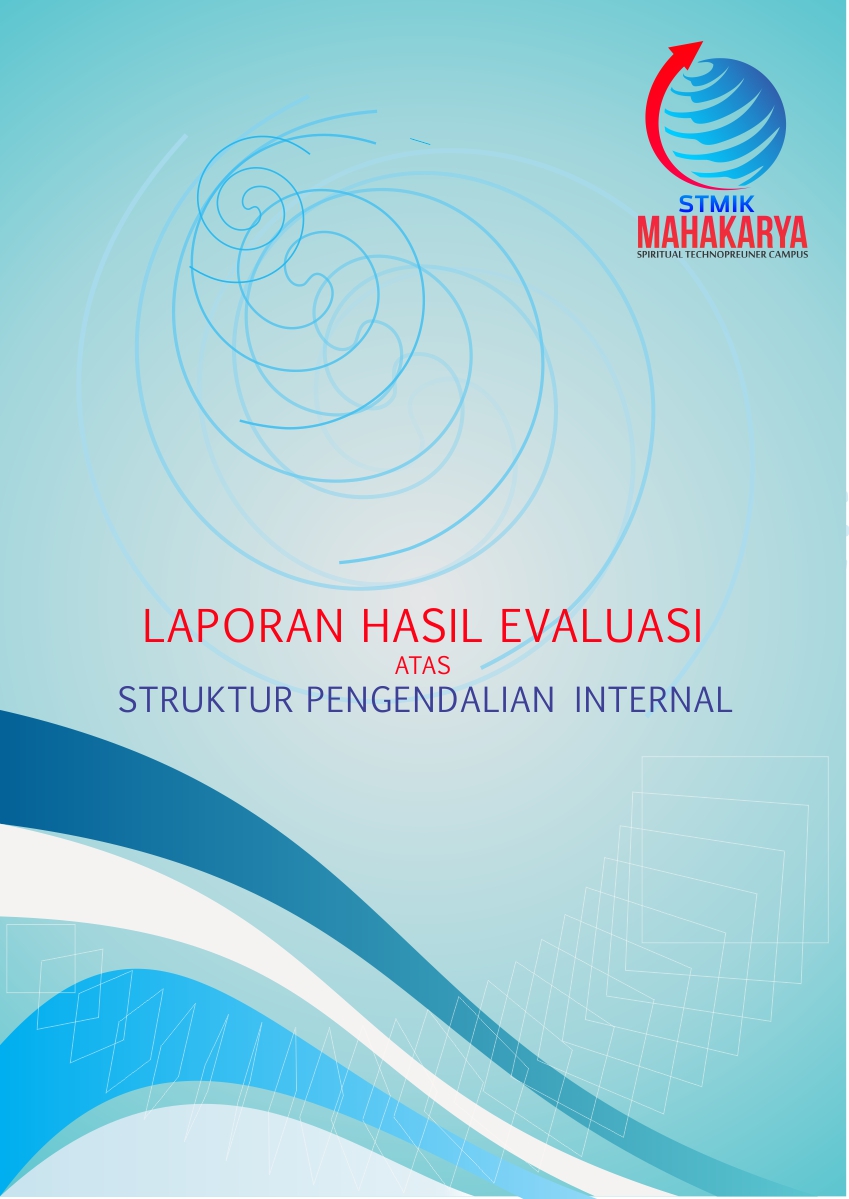 STMIK
MAHAKARYA
SPIRITUAL TECHNOPREUNER CAMPUS
LAPORAN HASIL EVALUASI
ATAS
STRUKTUR PENGENDALIAN INTERNAL